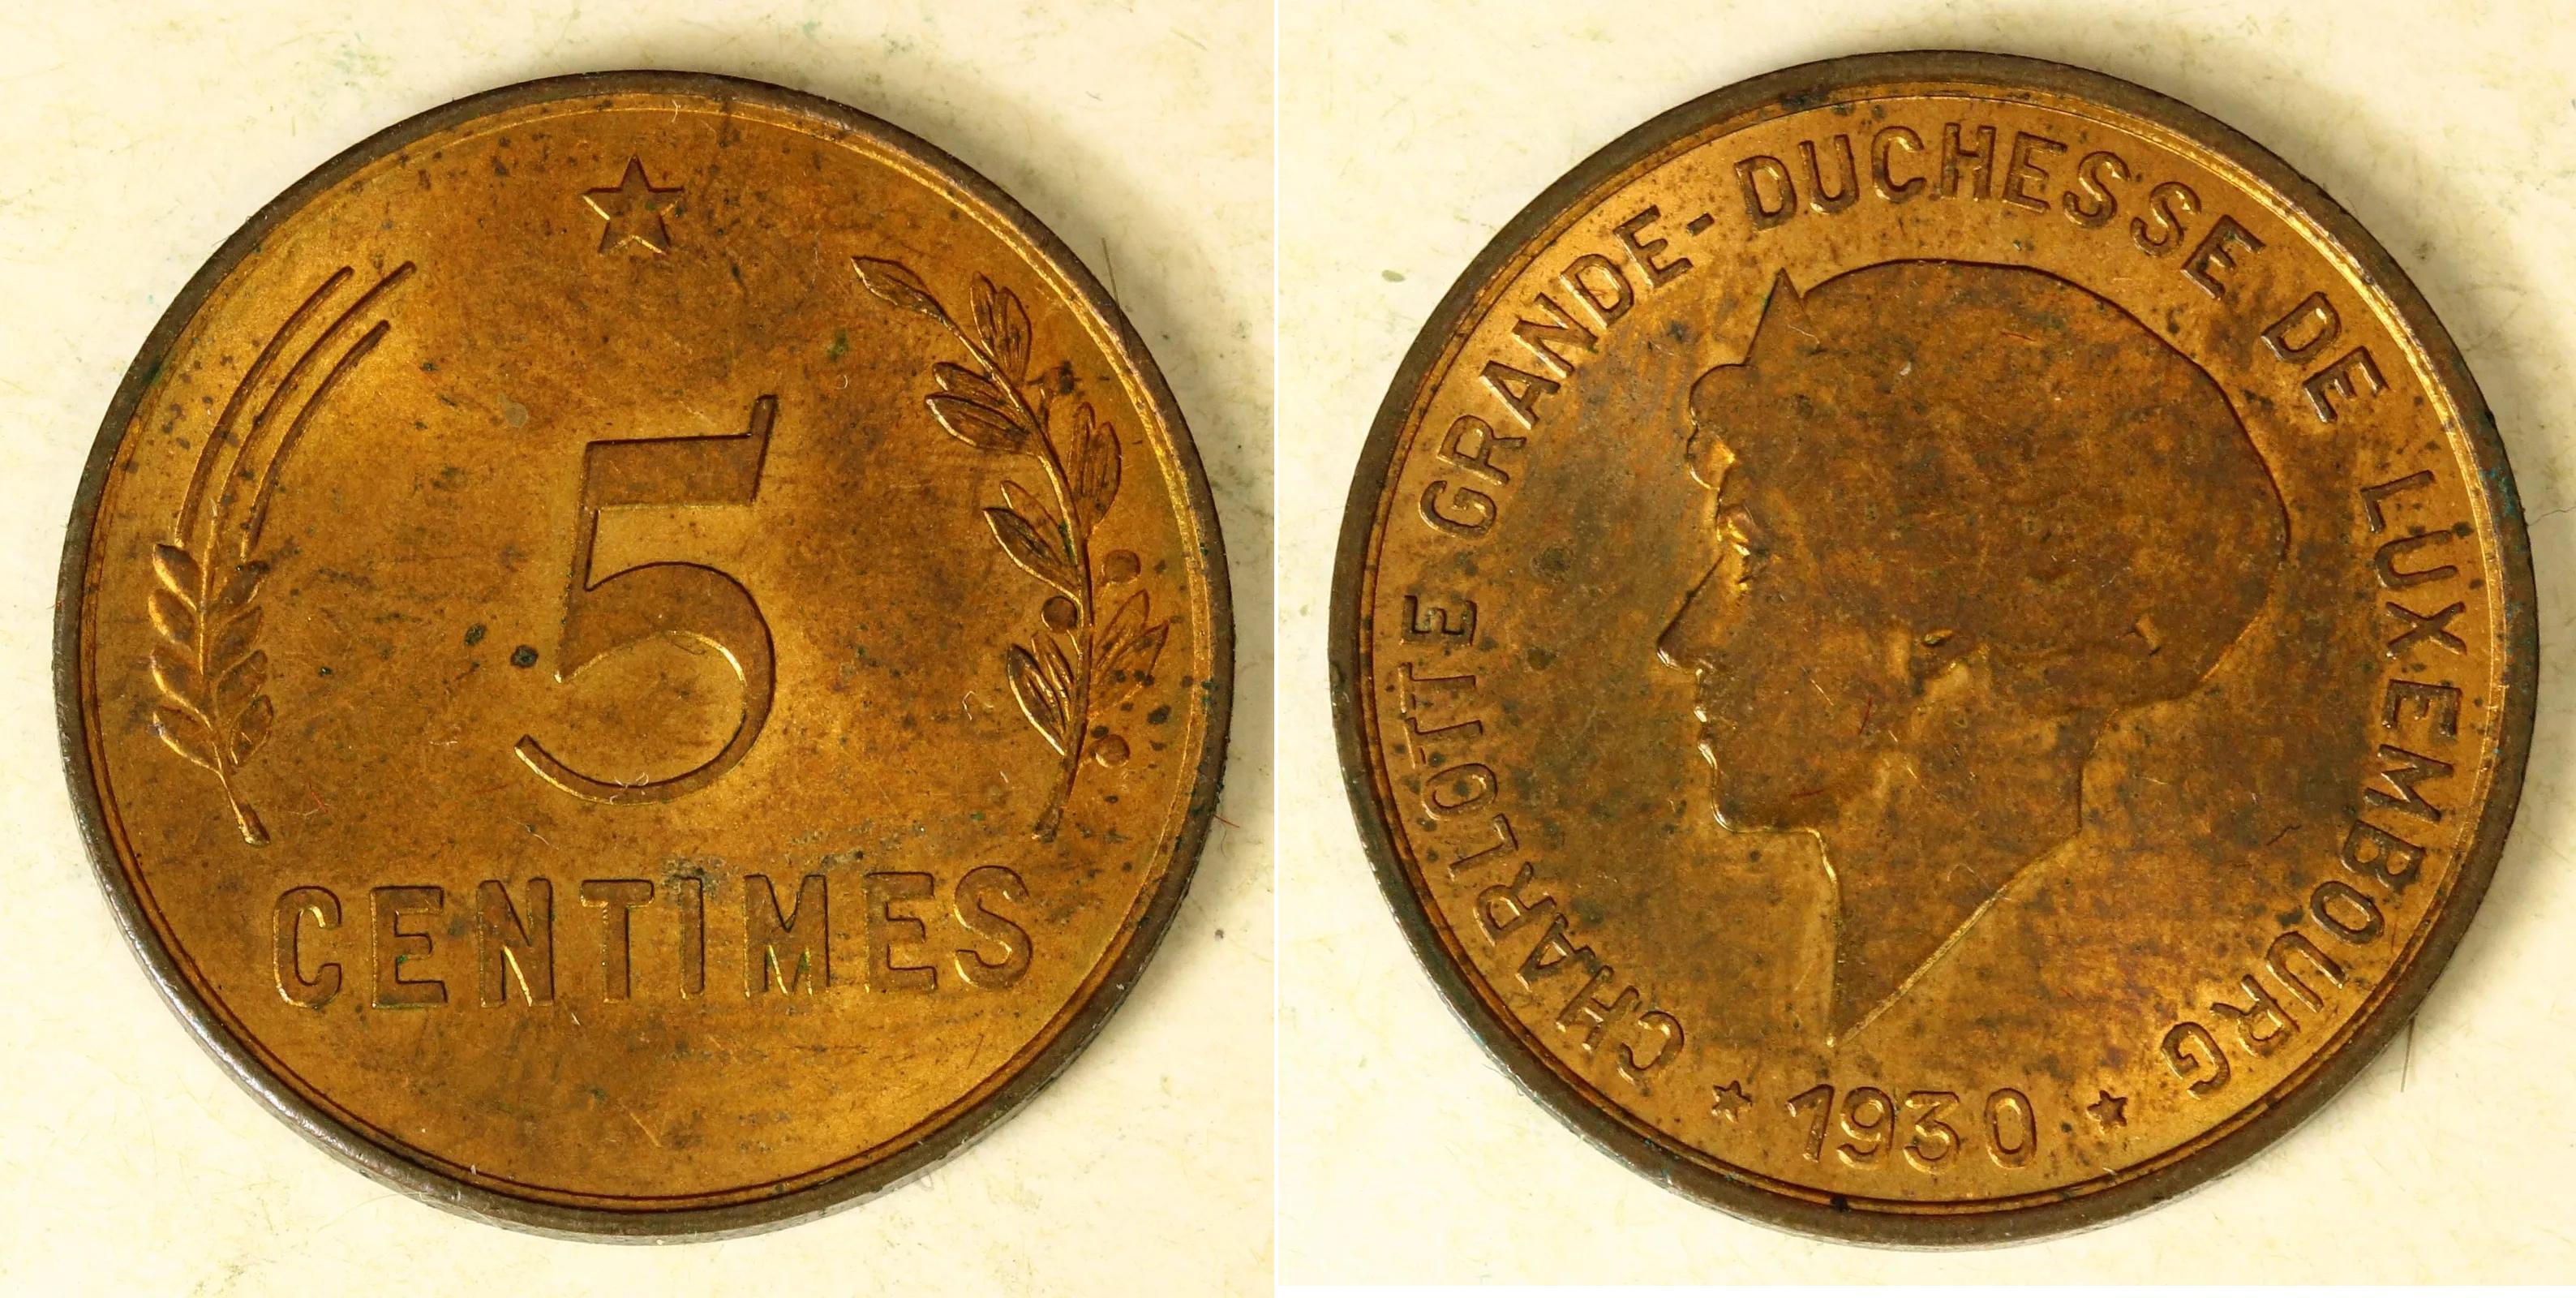 5
CENTIMES
CHARLOTTE GRANDE-DUCHESSE DE LUXEMBOURG
1930